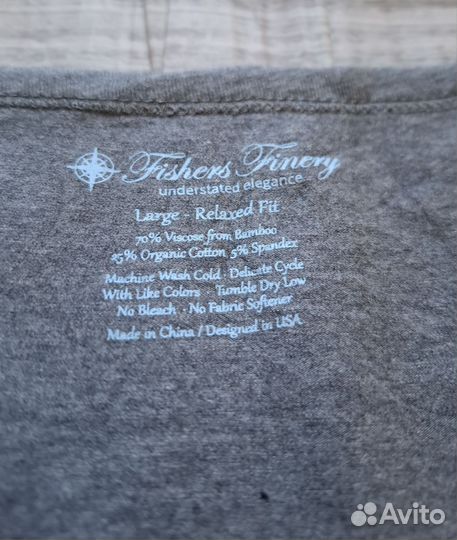 Fishers Finery
understated elegance
Large - Relaxed Fit
70% Viscose from Bamboo
25% Organic Cotton 5% Spandex
Machine Wash Cold · Delicate Cycle
With Like Colors · Tumble Dry Low
No Bleach · No Fabric Softener
Made in China / Designed in USA
Avito